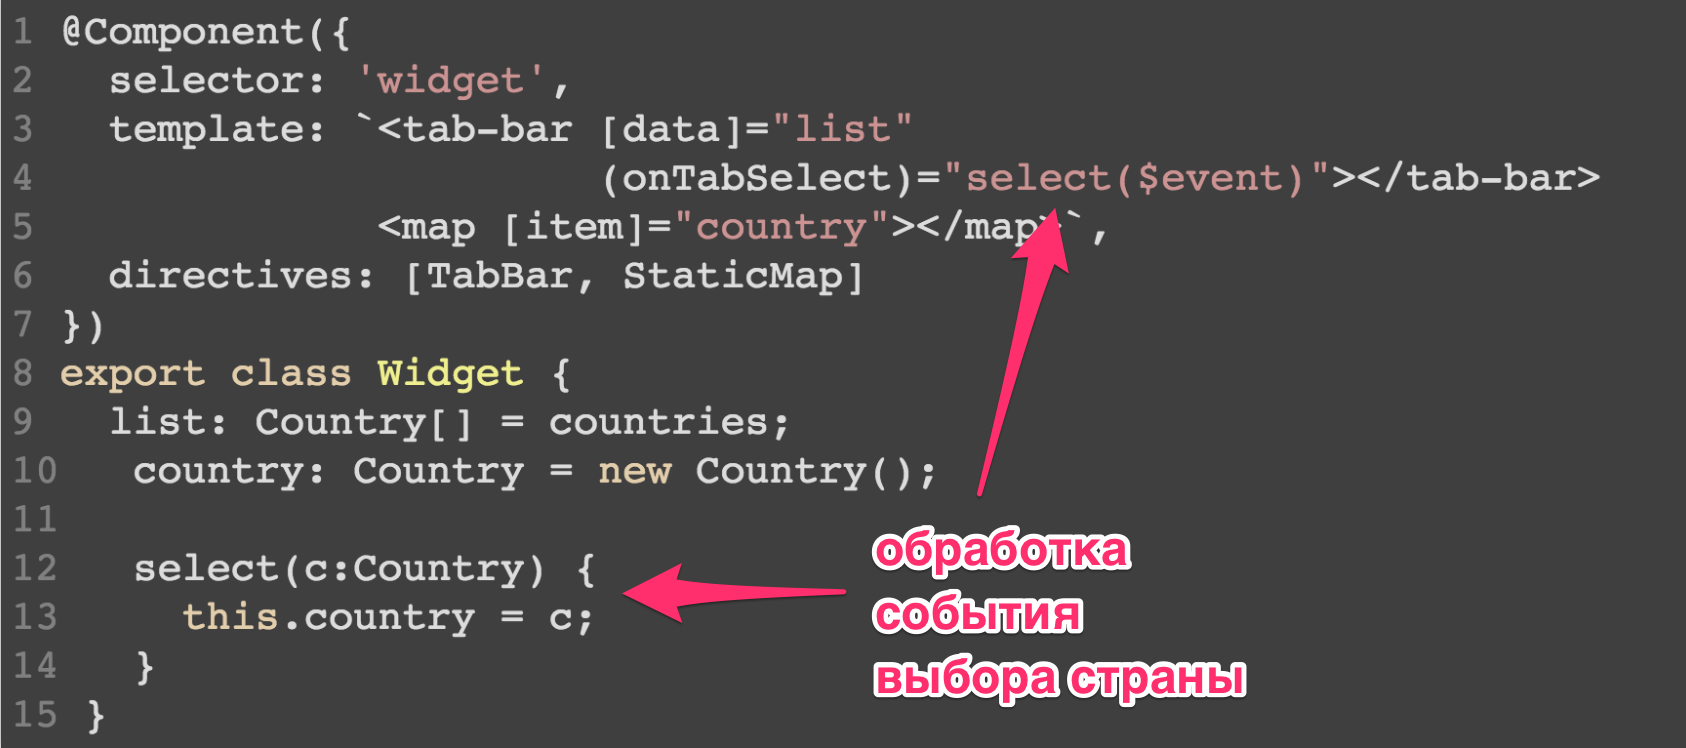 1 @Component({
2   selector: 'widget',
3   template: `<tab-bar [data]="list"
4                       (onTabSelect)="select($event)"></tab-bar>
5              <map [item]="country"></map>`,
6   directives: [TabBar, StaticMap]
7 })
8 export class Widget {
9   list: Country[] = countries;
10   country: Country = new Country();
11
12   select(c:Country) {
13     this.country = c;
14   }
15 }
обработка
события
выбора страны